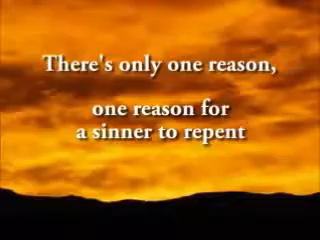 There's only one reason,
one reason for
a sinner to repent